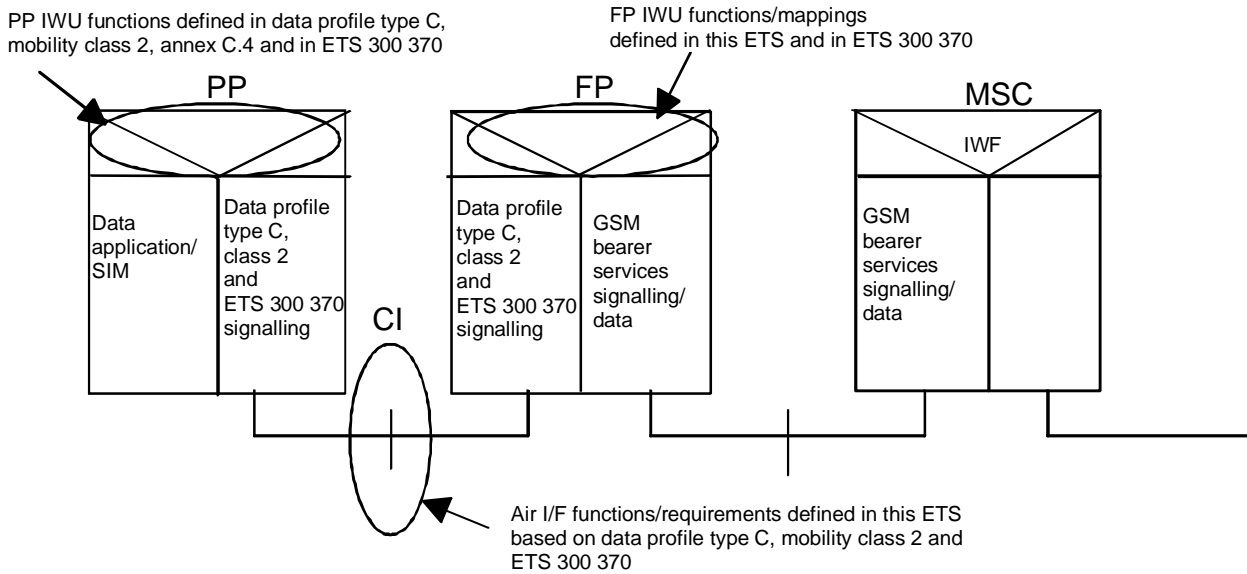 PP IWU functions defined in data profile type C,
mobility class 2, annex C.4 and in ETS 300 370
FP IWU functions/mappings
defined in this ETS and in ETS 300 370
PP
FP
MSC
IWF
Data
application/
SIM
Data profile
type C,
class 2
and
ETS 300 370
signalling
Data profile
type C,
class 2
and
ETS 300 370
signalling
GSM
bearer
services
signalling/
data
GSM
bearer
services
signalling/
data
CI
Air I/F functions/requirements defined in this ETS
based on data profile type C, mobility class 2 and
ETS 300 370